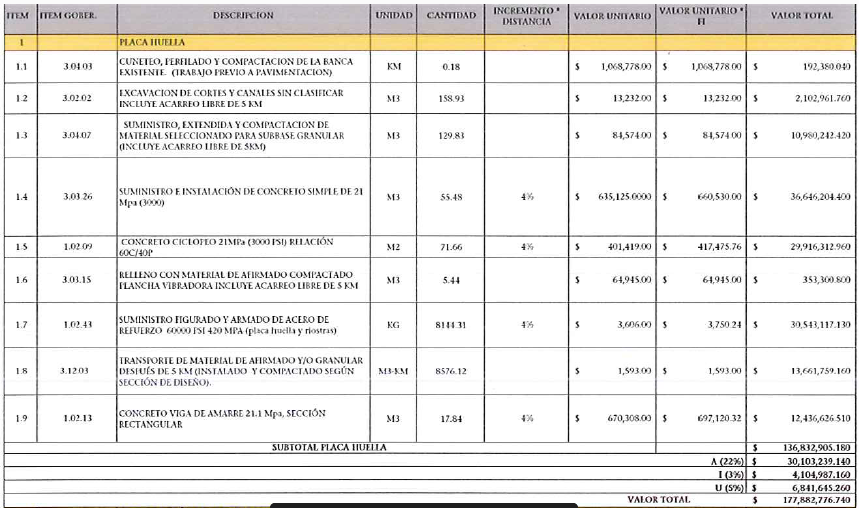 ITEM ITEM GOBER. DESCRIPCION UNIDAD CANTIDAD INCREMENTO * DISTANCIA VALOR UNITARIO VALOR UNITARIO * FI VALOR TOTAL
1 PLACA HUELLA
1.1 3.04.03 CUNETEO, PERFILADO Y COMPACTACION DE LA BANCA KM 0.18 $ 1,068,778.00 $ 1,068,778.00 $ 192,380.040
EXISTENTE. (TRABAJO PREVIO A PAVIMENTACION)
1.2 3.02.02 EXCAVACION DE CORTES Y CANALES SIN CLASIFICAR M3 158.93 $ 13,232.00 $ 13,232.00 $ 2,102,961.760
INCLUYE ACARREO LIBRE DE 5 KM
1.3 3.04.07 SUMINISTRO, EXTENDIDA Y COMPACTACION DE
MATERIAL SELECCIONADO PARA SUBBASE GRANULAR M3 129.83 $ 84,574.00 $ 84,574.00 $ 10,980,242.420
(INCLUYE ACARREO LIBRE DE 5KM)
1.4 3.03.26 SUMINISTRO E INSTALACIÓN DE CONCRETO SIMPLE DE 21 M3 55.48 4% $ 635,125.0000 $ 660,530.00 $ 36,646,204.400
Mpa (3000)
1.5 1.02.09 CONCRETO CICLOPEO 21MPa (3000 PSI) RELACIÓN M2 71.66 4% $ 401,419.00 $ 417,475.76 $ 29,916,312.960
60C/40P
1.6 3.03.15 RELLENO CON MATERIAL DE AFIRMADO COMPACTADO M3 5.44 $ 64,945.00 $ 64,945.00 $ 353,300.800
PLANCHA VIBRADORA INCLUYE ACARREO LIBRE DE 5 KM
1.7 1.02.43 SUMINISTRO FIGURADO Y ARMADO DE ACERO DE KG 8144.31 4% $ 3,606.00 $ 3,750.24 $ 30,543,117.130
REFUERZO 60000 PSI 420 MPA (placa huella y riostras)
1.8 3.12.03 TRANSPORTE DE MATERIAL DE AFIRMADO Y/O GRANULAR
DESPUÉS DE 5 KM (INSTALADO Y COMPACTADO SEGÚN M3-KM 8576.12 $ 1,593.00 $ 1,593.00 $ 13,661,759.160
SECCIÓN DE DISEÑO).
1.9 1.02.13 CONCRETO VIGA DE AMARRE 21.1 Mpa, SECCIÓN M3 17.84 4% $ 670,308.00 $ 697,120.32 $ 12,436,626.510
RECTANGULAR
SUBTOTAL PLACA HUELLA $ 136,832,905.180
A (22%) $ 30,103,239.140
I (3%) $ 4,104,987.160
U (5%) $ 6,841,645.260
VALOR TOTAL $ 177,882,776.740